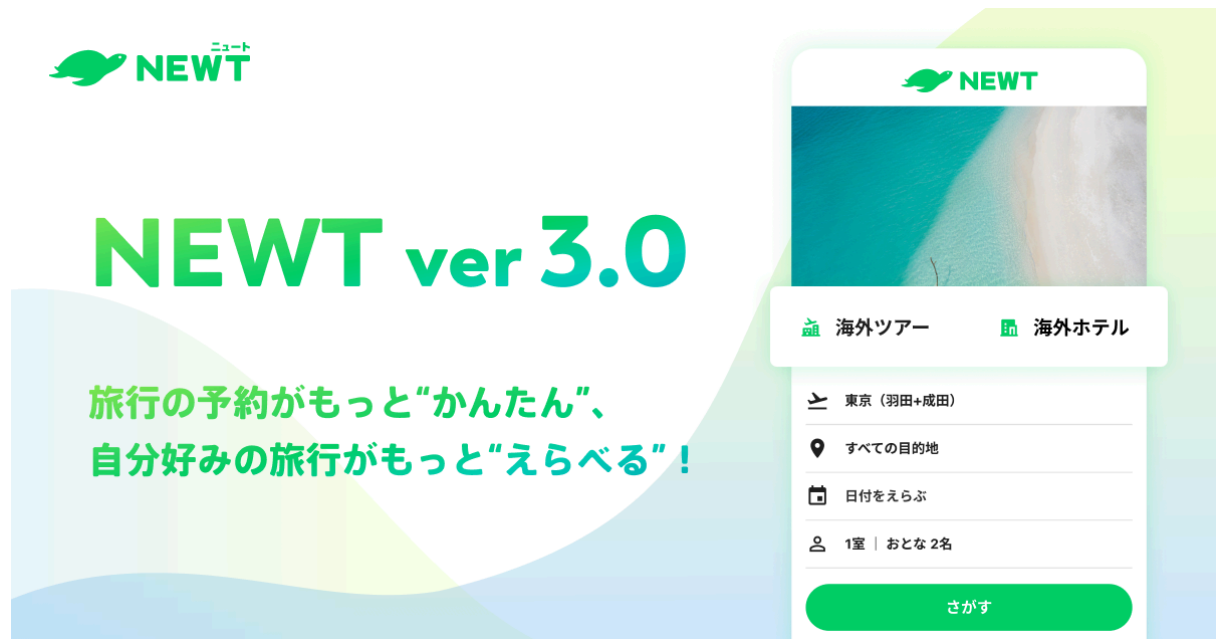 ニュート
NEWT
NEWT ver 3.0
旅行の予約がもっと“かんたん”、
自分好みの旅行がもっと“えらべる”！
NEWT
海外ツアー
海外ホテル
東京（羽田+成田）
すべての目的地
日付をえらぶ
1室｜おとな 2名
さがす